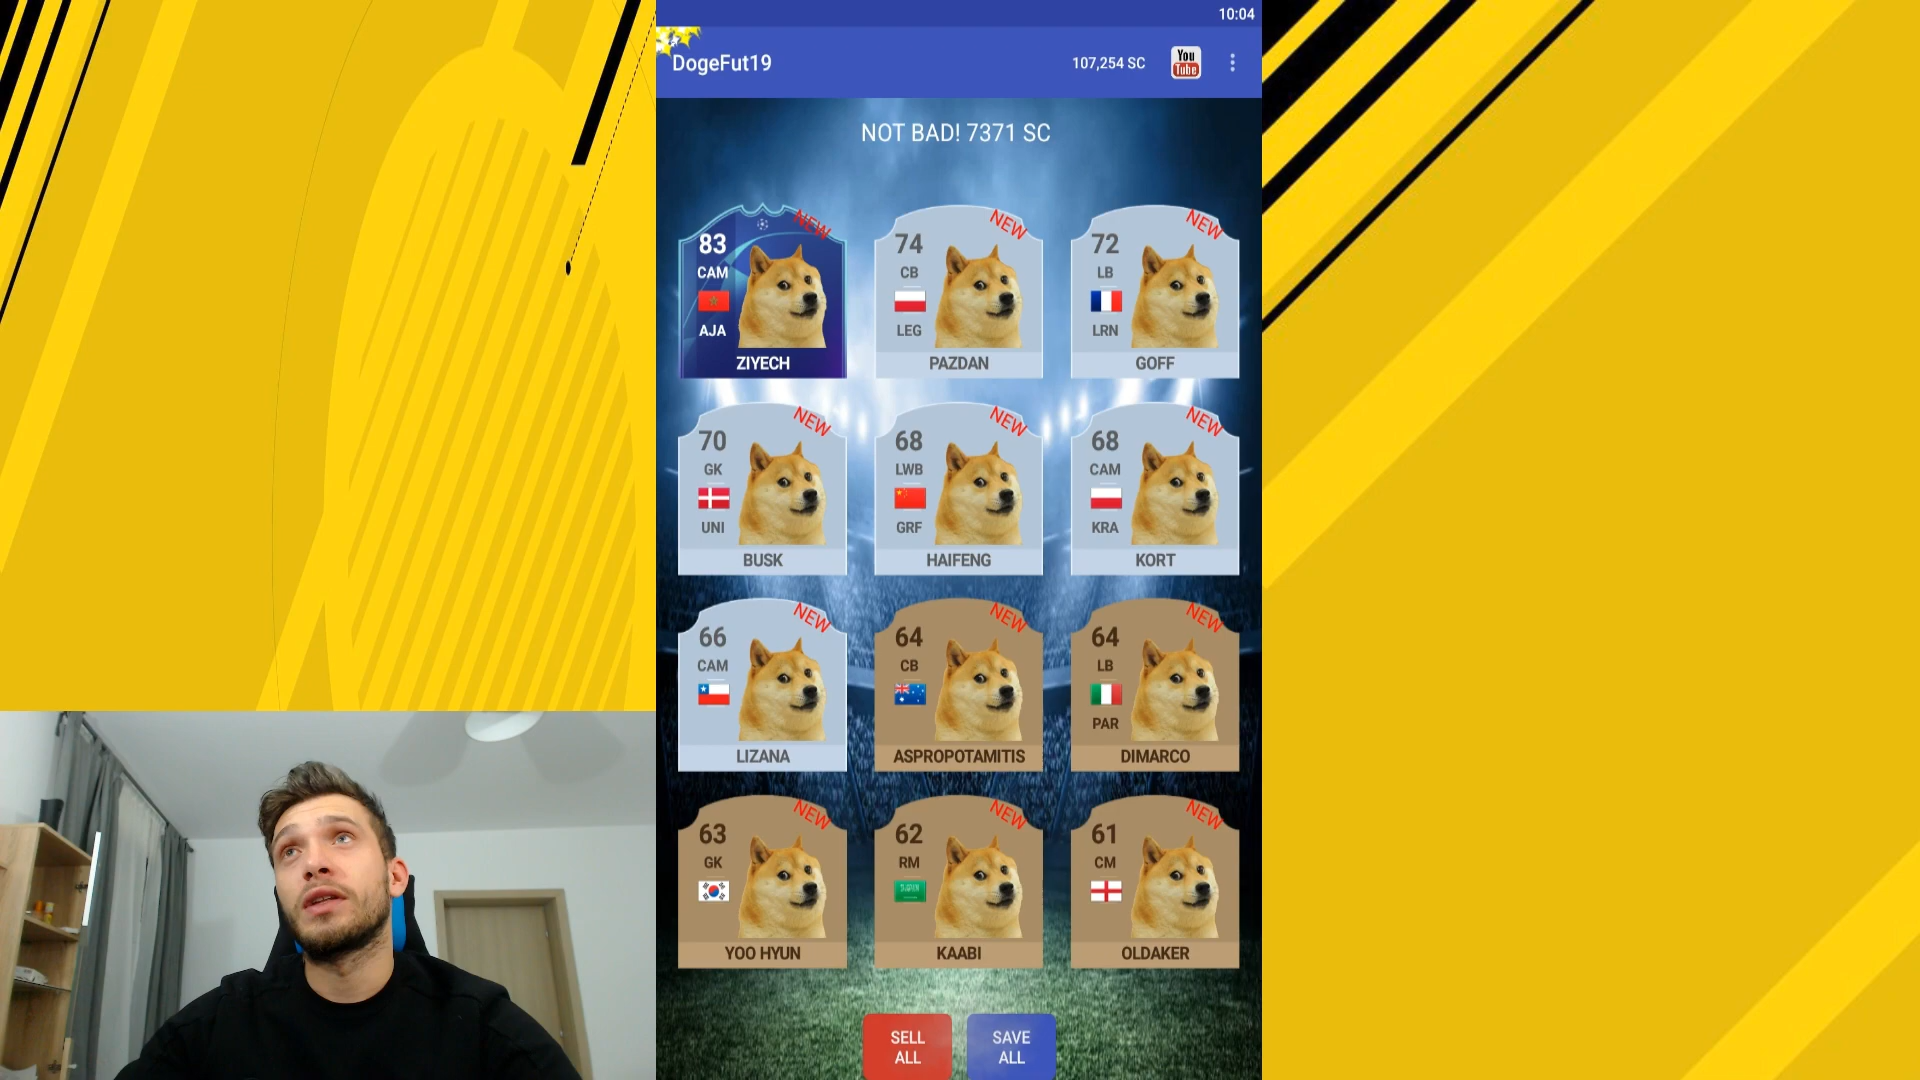 10:04
DogeFut19
107,254 SC
You
Tube
NOT BAD! 7371 SC
NEW
83
CAM
AJA
ZIYECH
NEW
74
CB
LEG
PAZDAN
NEW
72
LB
LRN
GOFF
NEW
70
GK
UNI
BUSK
NEW
68
LWB
GRF
HAIFENG
NEW
68
CAM
KRA
KORT
NEW
66
CAM
LIZANA
NEW
64
CB
ASPROPOTAMITIS
NEW
64
LB
PAR
DIMARCO
NEW
63
GK
YOO HYUN
NEW
62
RM
KAABI
NEW
61
CM
OLDAKER
SELL
ALL
SAVE
ALL